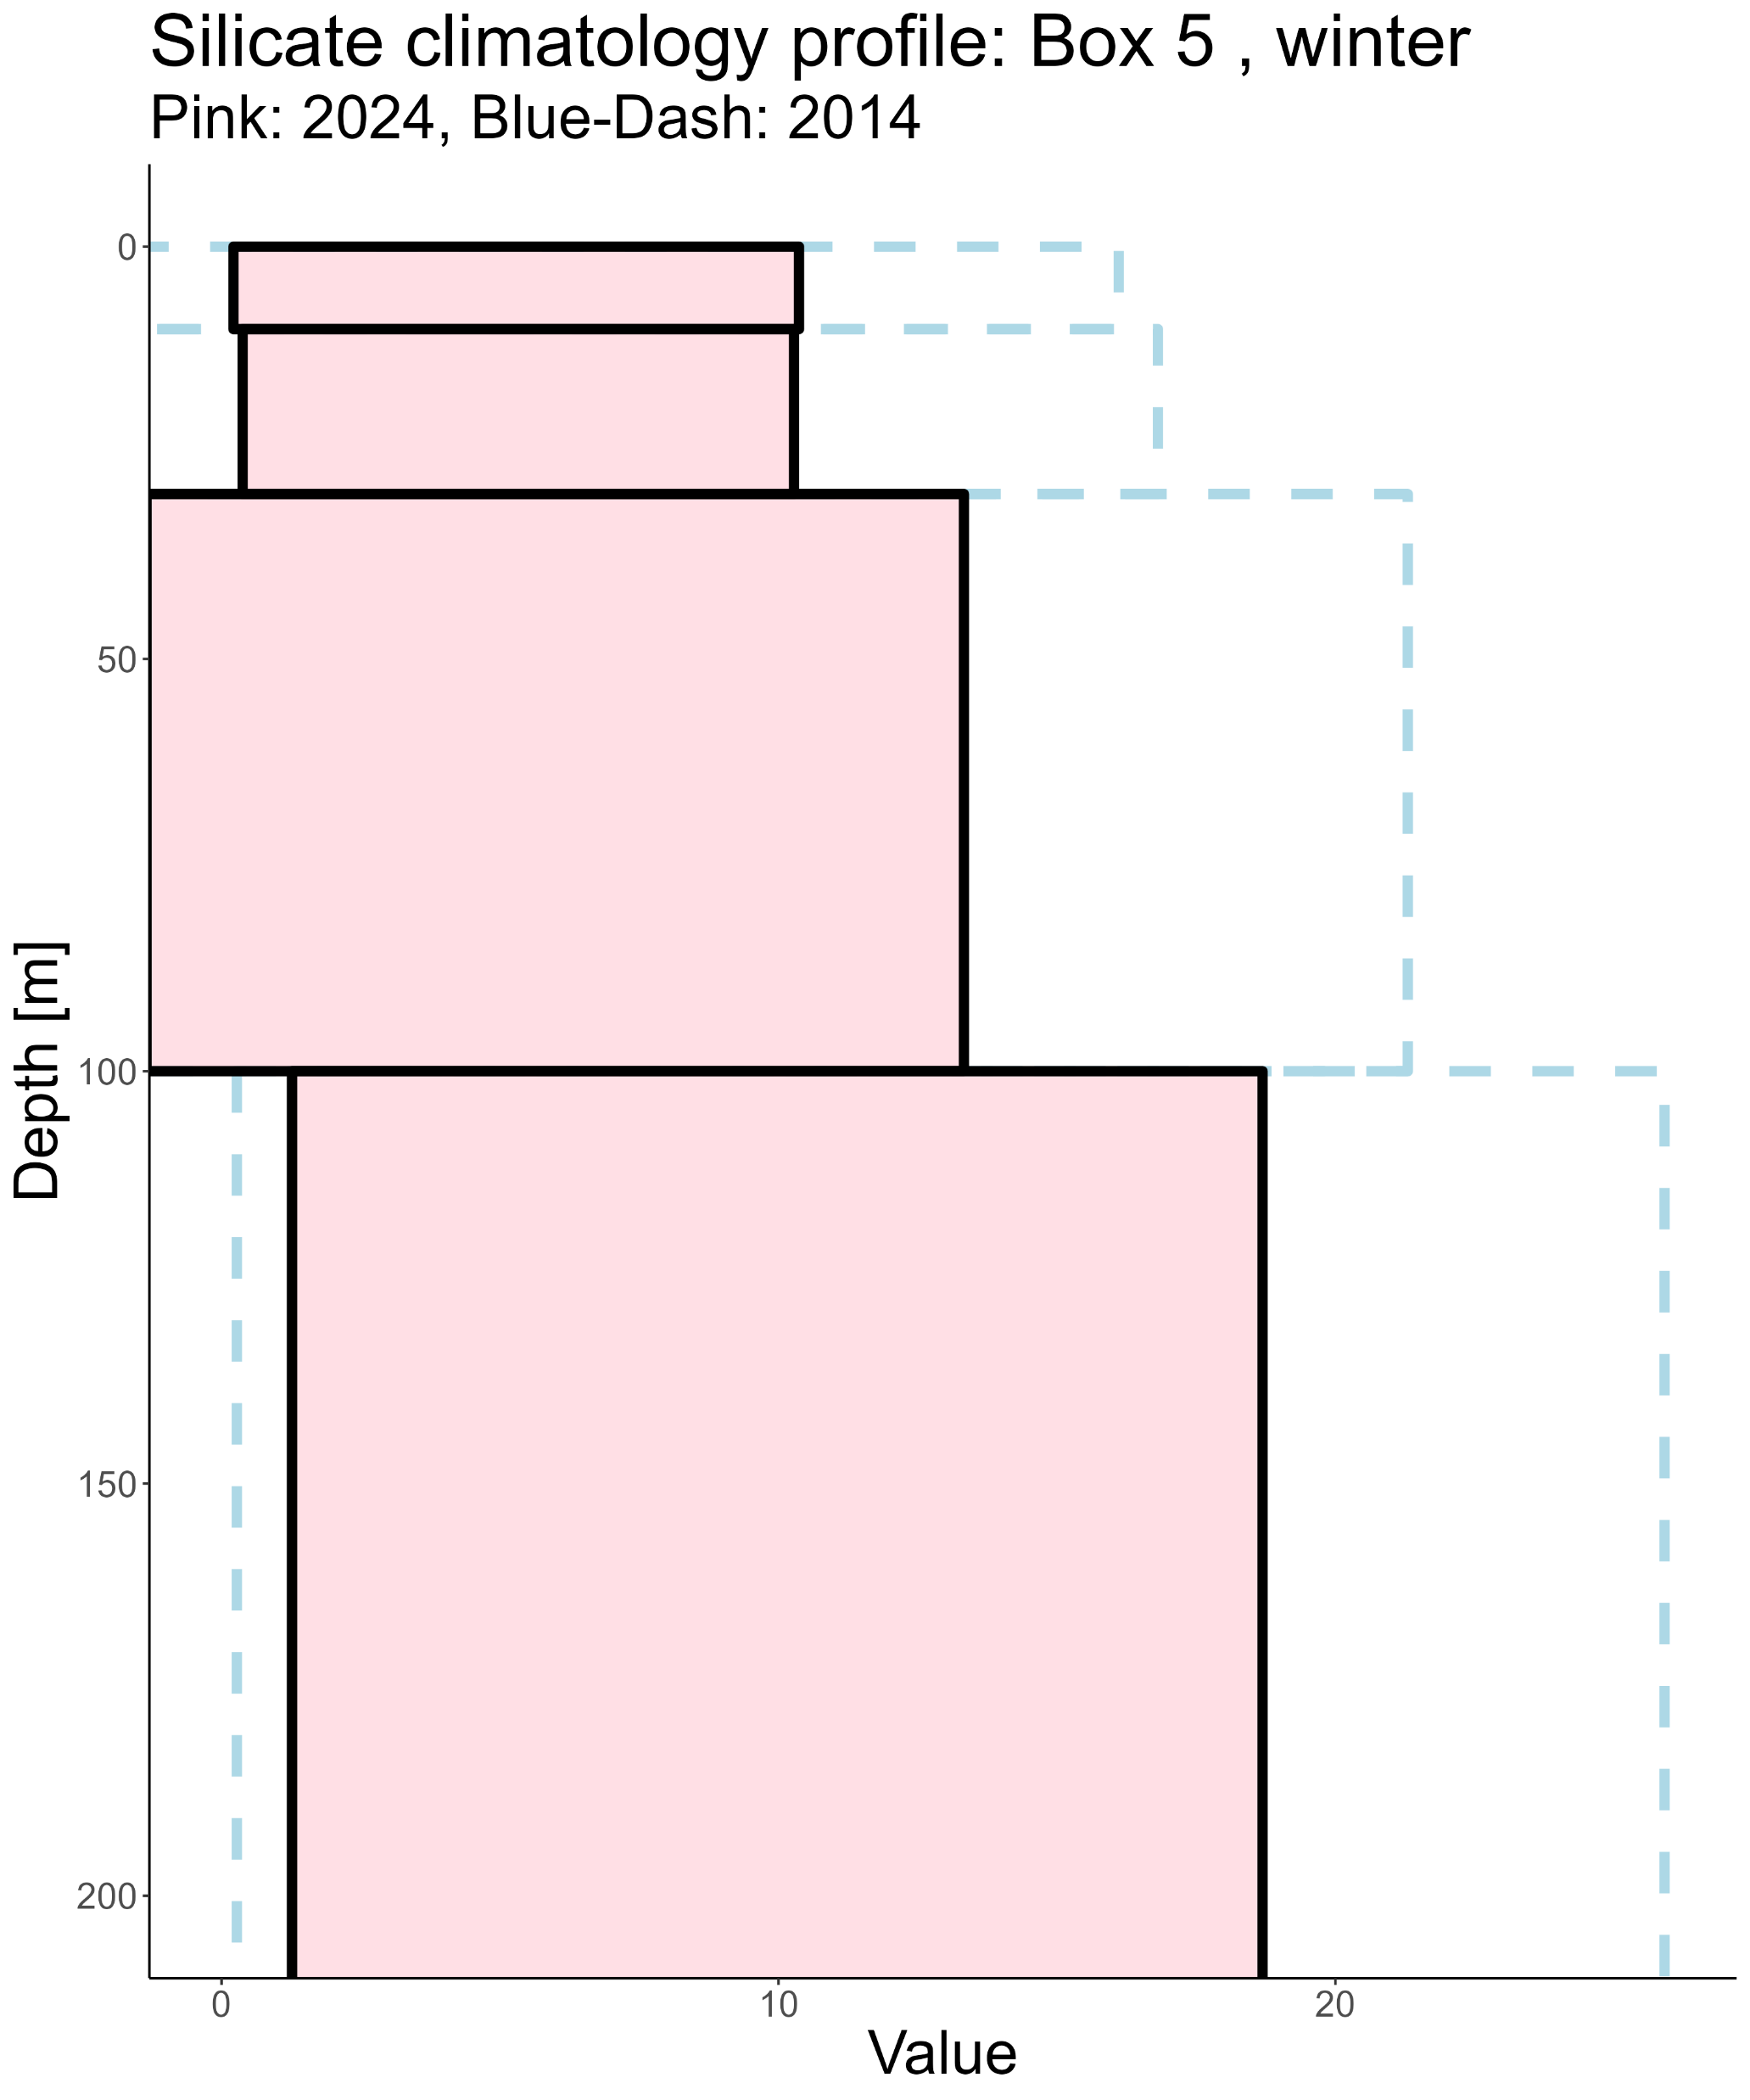 Silicate climatology profile: Box 5 , winter
Pink: 2024, Blue-Dash: 2014
0
50
100
150
200
Depth [m]
0 10 20
Value